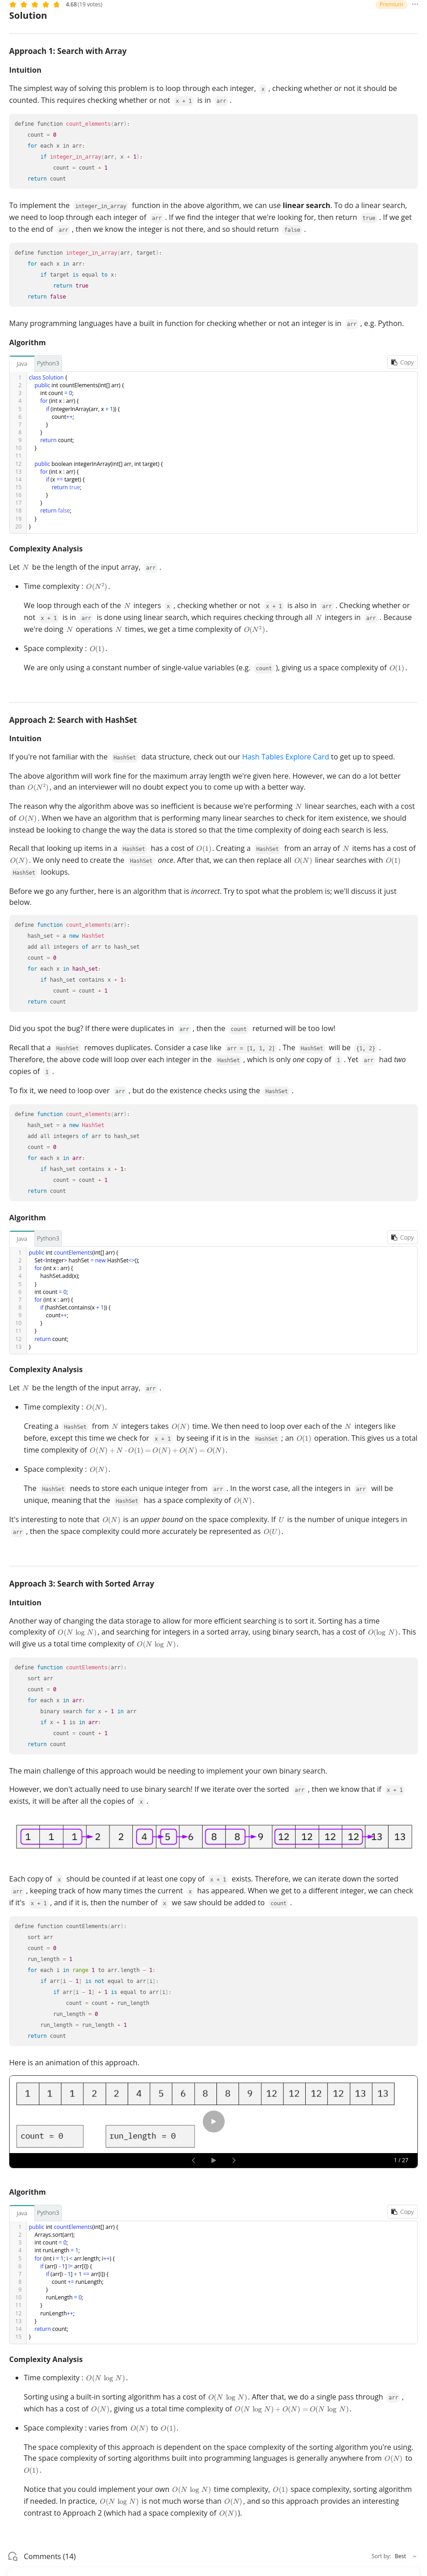 4.68 (19 votes)
Premium
Solution
Approach 1: Search with Array
Intuition
The simplest way of solving this problem is to loop through each integer, x , checking whether or not it should be
counted. This requires checking whether or not x + 1 is in arr .
define function count_elements(arr):
    count = 0
    for each x in arr:
        if integer_in_array(arr, x + 1):
            count = count + 1
    return count
To implement the integer_in_array function in the above algorithm, we can use linear search. To do a linear search,
we need to loop through each integer of arr . If we find the integer that we're looking for, then return true . If we get
to the end of arr , then we know the integer is not there, and so should return false .
define function integer_in_array(arr, target):
    for each x in arr:
        if target is equal to x:
            return true
    return false
Many programming languages have a built in function for checking whether or not an integer is in arr , e.g. Python.
Algorithm
Java Python3 Copy
1 class Solution {
2     public int countElements(int[] arr) {
3         int count = 0;
4         for (int x : arr) {
5             if (integerInArray(arr, x + 1)) {
6                 count++;
7             }
8         }
9         return count;
10     }
11
12     public boolean integerInArray(int[] arr, int target) {
13         for (int x : arr) {
14             if (x == target) {
15                 return true;
16             }
17         }
18         return false;
19     }
20 }
Complexity Analysis
Let N be the length of the input array, arr .
• Time complexity : O(N²).
We loop through each of the N integers x , checking whether or not x + 1 is also in arr . Checking whether or
not x + 1 is in arr is done using linear search, which requires checking through all N integers in arr . Because
we're doing N operations N times, we get a time complexity of O(N²).
• Space complexity : O(1).
We are only using a constant number of single-value variables (e.g. count ), giving us a space complexity of O(1).
Approach 2: Search with HashSet
Intuition
If you're not familiar with the HashSet data structure, check out our Hash Tables Explore Card to get up to speed.
The above algorithm will work fine for the maximum array length we're given here. However, we can do a lot better
than O(N²), and an interviewer will no doubt expect you to come up with a better way.
The reason why the algorithm above was so inefficient is because we're performing N linear searches, each with a cost
of O(N). When we have an algorithm that is performing many linear searches to check for item existence, we should
instead be looking to change the way the data is stored so that the time complexity of doing each search is less.
Recall that looking up items in a HashSet has a cost of O(1). Creating a HashSet from an array of N items has a cost of
O(N). We only need to create the HashSet once. After that, we can then replace all O(N) linear searches with O(1)
HashSet lookups.
Before we go any further, here is an algorithm that is incorrect. Try to spot what the problem is; we'll discuss it just
below.
define function count_elements(arr):
    hash_set = a new HashSet
    add all integers of arr to hash_set
    count = 0
    for each x in hash_set:
        if hash_set contains x + 1:
            count = count + 1
    return count
Did you spot the bug? If there were duplicates in arr , then the count returned will be too low!
Recall that a HashSet removes duplicates. Consider a case like arr = [1, 1, 2] . The HashSet will be {1, 2} .
Therefore, the above code will loop over each integer in the HashSet , which is only one copy of 1 . Yet arr had two
copies of 1 .
To fix it, we need to loop over arr , but do the existence checks using the HashSet .
define function count_elements(arr):
    hash_set = a new HashSet
    add all integers of arr to hash_set
    count = 0
    for each x in arr:
        if hash_set contains x + 1:
            count = count + 1
    return count
Algorithm
Java Python3 Copy
1 public int countElements(int[] arr) {
2     Set<Integer> hashSet = new HashSet<>();
3     for (int x : arr) {
4         hashSet.add(x);
5     }
6     int count = 0;
7     for (int x : arr) {
8         if (hashSet.contains(x + 1)) {
9             count++;
10         }
11     }
12     return count;
13 }
Complexity Analysis
Let N be the length of the input array, arr .
• Time complexity : O(N).
Creating a HashSet from N integers takes O(N) time. We then need to loop over each of the N integers like
before, except this time we check for x + 1 by seeing if it is in the HashSet ; an O(1) operation. This gives us a total
time complexity of O(N) + N · O(1) = O(N) + O(N) = O(N).
• Space complexity : O(N).
The HashSet needs to store each unique integer from arr . In the worst case, all the integers in arr will be
unique, meaning that the HashSet has a space complexity of O(N).
It's interesting to note that O(N) is an upper bound on the space complexity. If U is the number of unique integers in
arr , then the space complexity could more accurately be represented as O(U).
Approach 3: Search with Sorted Array
Intuition
Another way of changing the data storage to allow for more efficient searching is to sort it. Sorting has a time
complexity of O(N log N), and searching for integers in a sorted array, using binary search, has a cost of O(log N). This
will give us a total time complexity of O(N log N).
define function countElements(arr):
    sort arr
    count = 0
    for each x in arr:
        binary search for x + 1 in arr
        if x + 1 is in arr:
            count = count + 1
    return count
The main challenge of this approach would be needing to implement your own binary search.
However, we don't actually need to use binary search! If we iterate over the sorted arr , then we know that if x + 1
exists, it will be after all the copies of x .
1 1 1 2 2 4 5 6 8 8 9 12 12 12 12 13 13
Each copy of x should be counted if at least one copy of x + 1 exists. Therefore, we can iterate down the sorted
arr , keeping track of how many times the current x has appeared. When we get to a different integer, we can check
if it's x + 1 , and if it is, then the number of x we saw should be added to count .
define function countElements(arr):
    sort arr
    count = 0
    run_length = 1
    for each i in range 1 to arr.length - 1:
        if arr[i - 1] is not equal to arr[i]:
            if arr[i - 1] + 1 is equal to arr[i]:
                count = count + run_length
            run_length = 0
        run_length = run_length + 1
    return count
Here is an animation of this approach.
1 1 1 2 2 4 5 6 8 8 9 12 12 12 12 13 13
count = 0 run_length = 0
1 / 27
Algorithm
Java Python3 Copy
1 public int countElements(int[] arr) {
2     Arrays.sort(arr);
3     int count = 0;
4     int runLength = 1;
5     for (int i = 1; i < arr.length; i++) {
6         if (arr[i - 1] != arr[i]) {
7             if (arr[i - 1] + 1 == arr[i]) {
8                 count += runLength;
9             }
10             runLength = 0;
11         }
12         runLength++;
13     }
14     return count;
15 }
Complexity Analysis
• Time complexity : O(N log N).
Sorting using a built-in sorting algorithm has a cost of O(N log N). After that, we do a single pass through arr ,
which has a cost of O(N), giving us a total time complexity of O(N log N) + O(N) = O(N log N).
• Space complexity : varies from O(N) to O(1).
The space complexity of this approach is dependent on the space complexity of the sorting algorithm you're using.
The space complexity of sorting algorithms built into programming languages is generally anywhere from O(N) to
O(1).
Notice that you could implement your own O(N log N) time complexity, O(1) space complexity, sorting algorithm
if needed. In practice, O(N log N) is not much worse than O(N), and so this approach provides an interesting
contrast to Approach 2 (which had a space complexity of O(N)).
Comments (14)
Sort by: Best